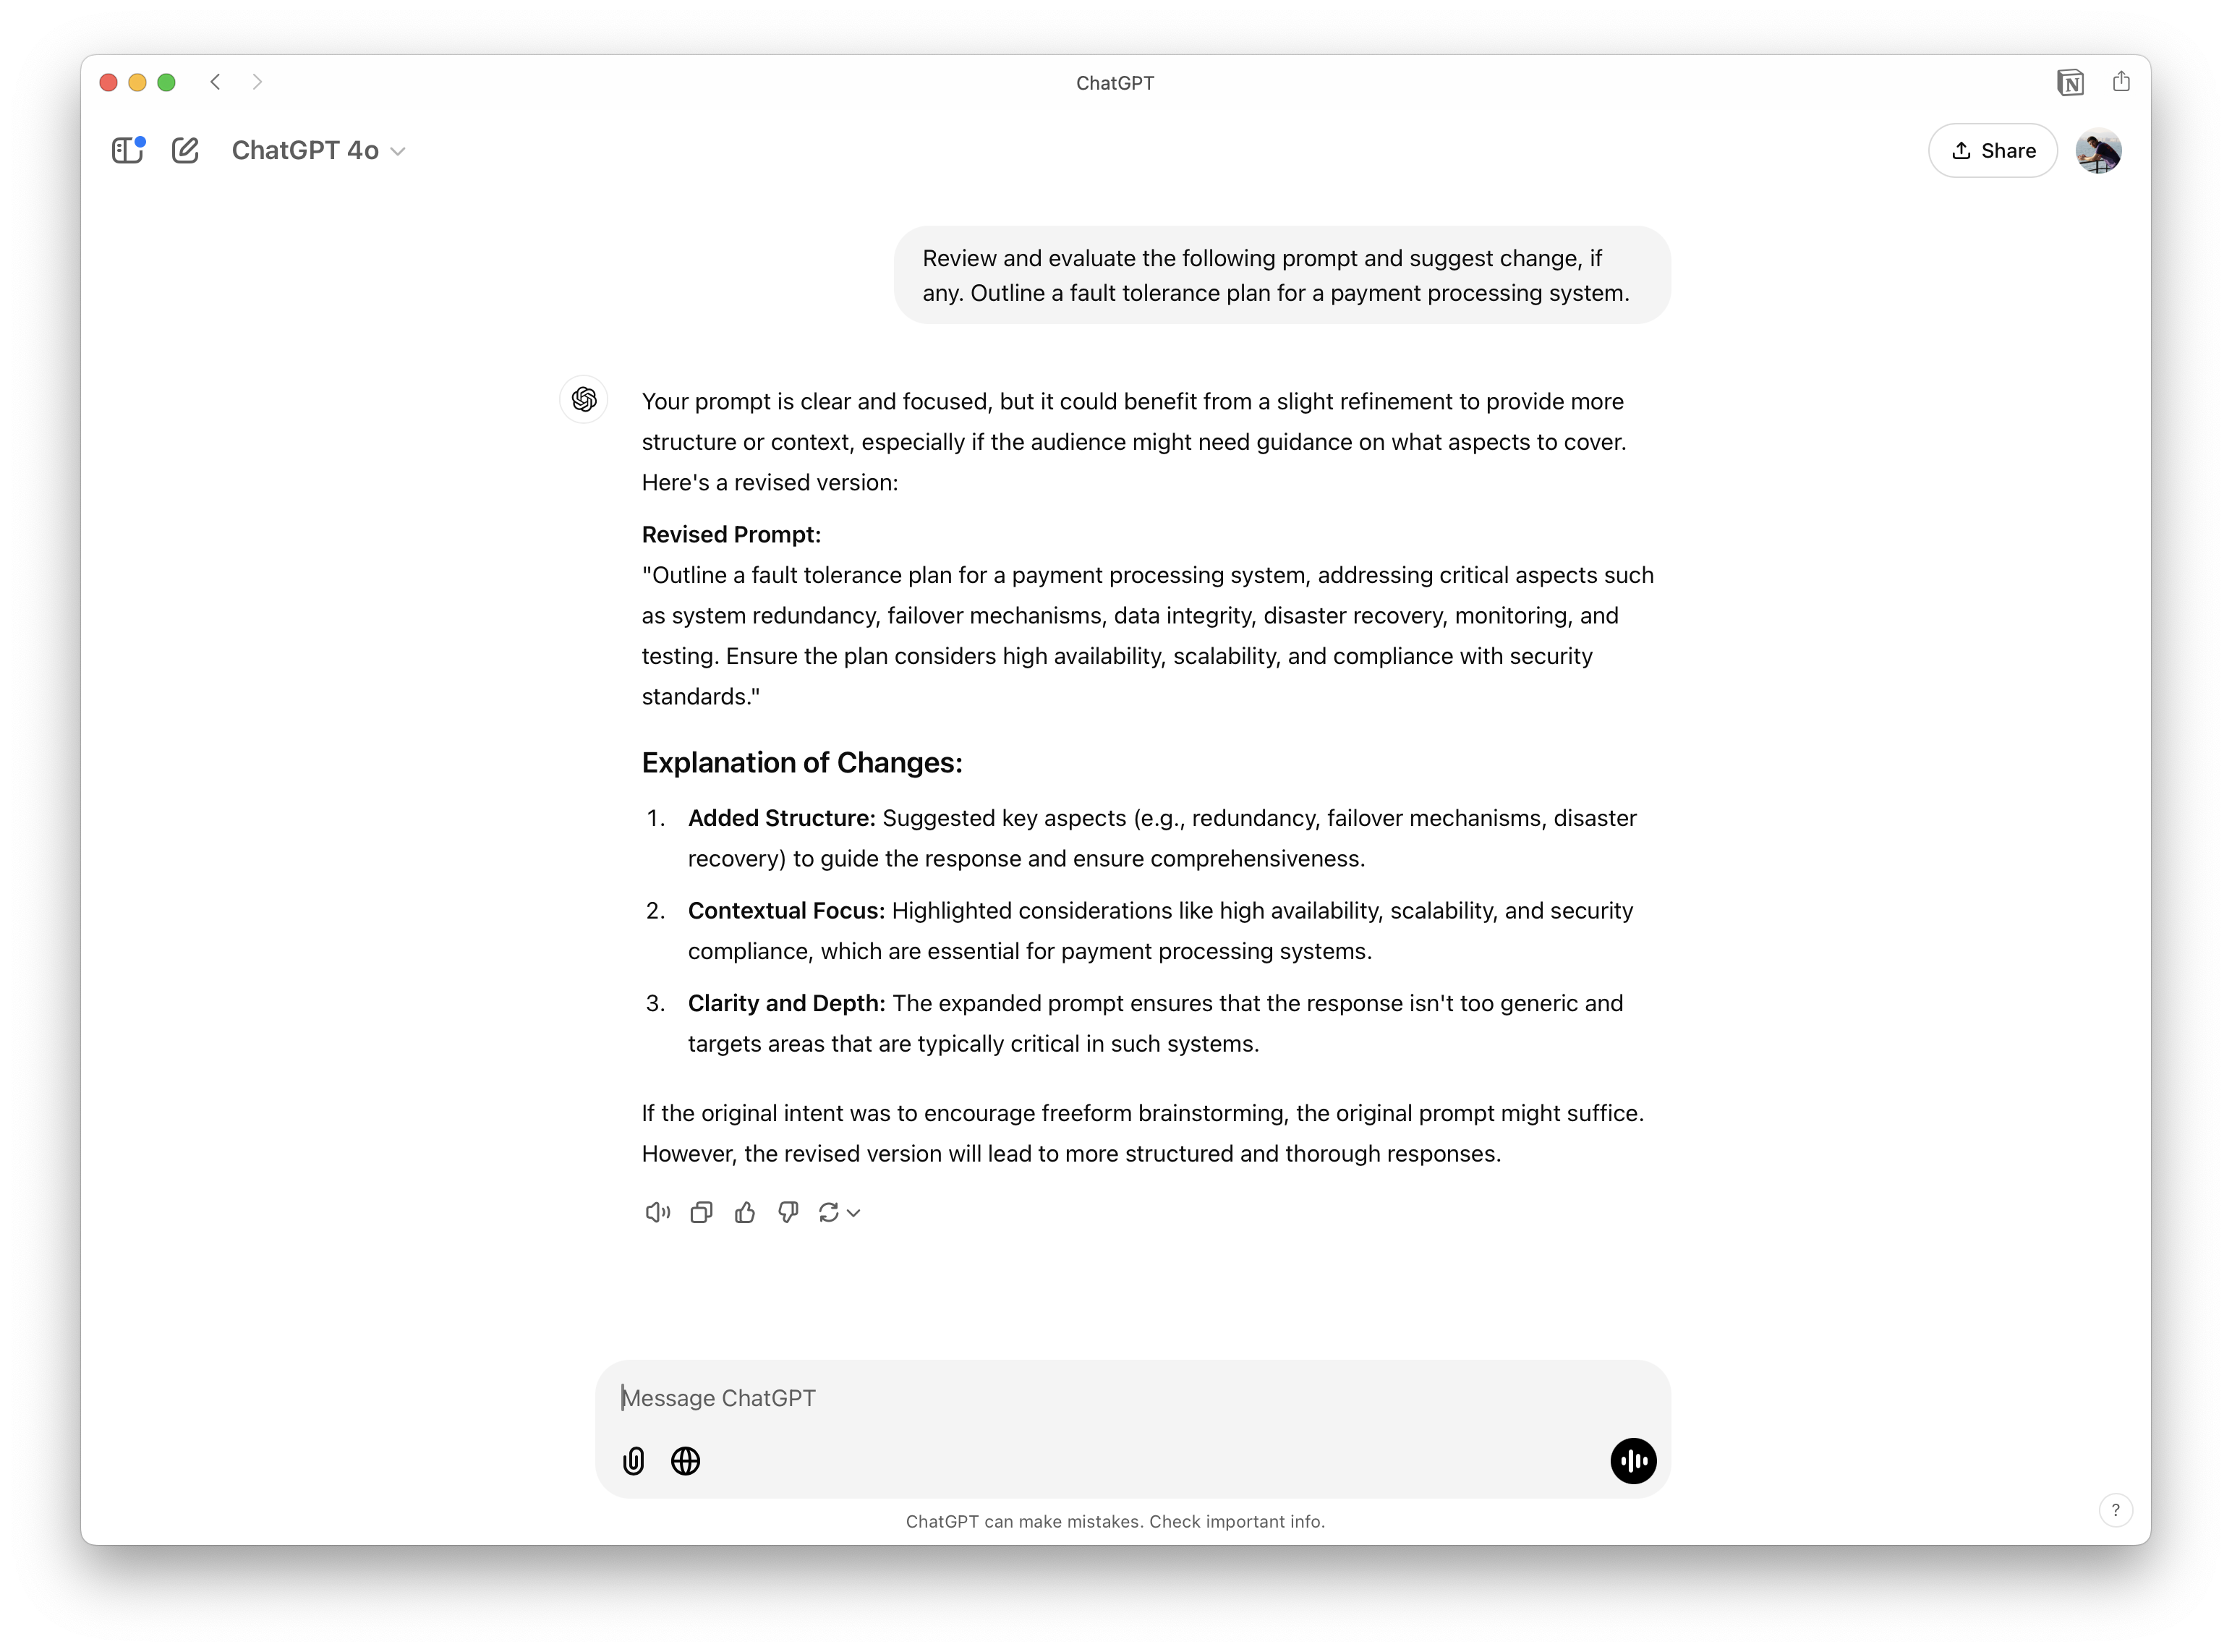 ChatGPT
ChatGPT 4o
Share
Review and evaluate the following prompt and suggest change, if
any. Outline a fault tolerance plan for a payment processing system.
Your prompt is clear and focused, but it could benefit from a slight refinement to provide more
structure or context, especially if the audience might need guidance on what aspects to cover.
Here's a revised version:
Revised Prompt:
"Outline a fault tolerance plan for a payment processing system, addressing critical aspects such
as system redundancy, failover mechanisms, data integrity, disaster recovery, monitoring, and
testing. Ensure the plan considers high availability, scalability, and compliance with security
standards."
Explanation of Changes:
1. Added Structure: Suggested key aspects (e.g., redundancy, failover mechanisms, disaster
recovery) to guide the response and ensure comprehensiveness.
2. Contextual Focus: Highlighted considerations like high availability, scalability, and security
compliance, which are essential for payment processing systems.
3. Clarity and Depth: The expanded prompt ensures that the response isn't too generic and
targets areas that are typically critical in such systems.
If the original intent was to encourage freeform brainstorming, the original prompt might suffice.
However, the revised version will lead to more structured and thorough responses.
Message ChatGPT
ChatGPT can make mistakes. Check important info.
?